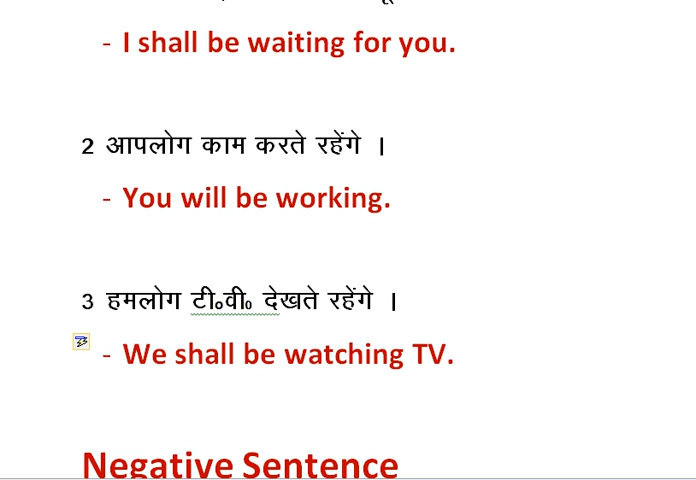 - I shall be waiting for you.
2 आपलोग काम करते रहेंगे |
- You will be working.
3 हमलोग टी०वी० देखते रहेंगे |
- We shall be watching TV.
Negative Sentence